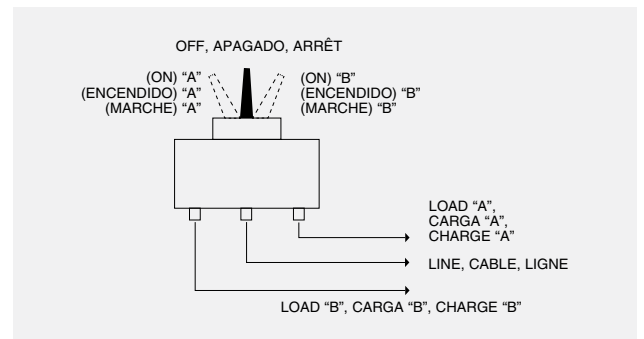 OFF, APAGADO, ARRÊT
(ON) “A”
(ENCENDIDO) “A”
(MARCHE) “A”
(ON) “B”
(ENCENDIDO) “B”
(MARCHE) “B”
LOAD “A”,
CARGA “A”,
CHARGE “A”
LINE, CABLE, LIGNE
LOAD “B”, CARGA “B”, CHARGE “B”